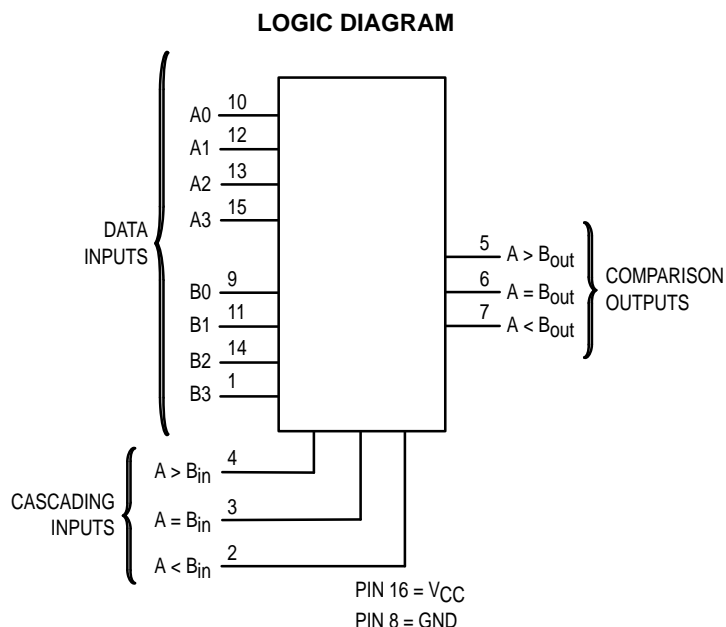 LOGIC DIAGRAM
A0 10
A1 12
A2 13
A3 15
DATA
INPUTS
B0 9
B1 11
B2 14
B3 1
5 A > Bout
6 A = Bout
7 A < Bout
COMPARISON
OUTPUTS
A > Bin 4
A = Bin 3
A < Bin 2
CASCADING
INPUTS
PIN 16 = VCC
PIN 8 = GND